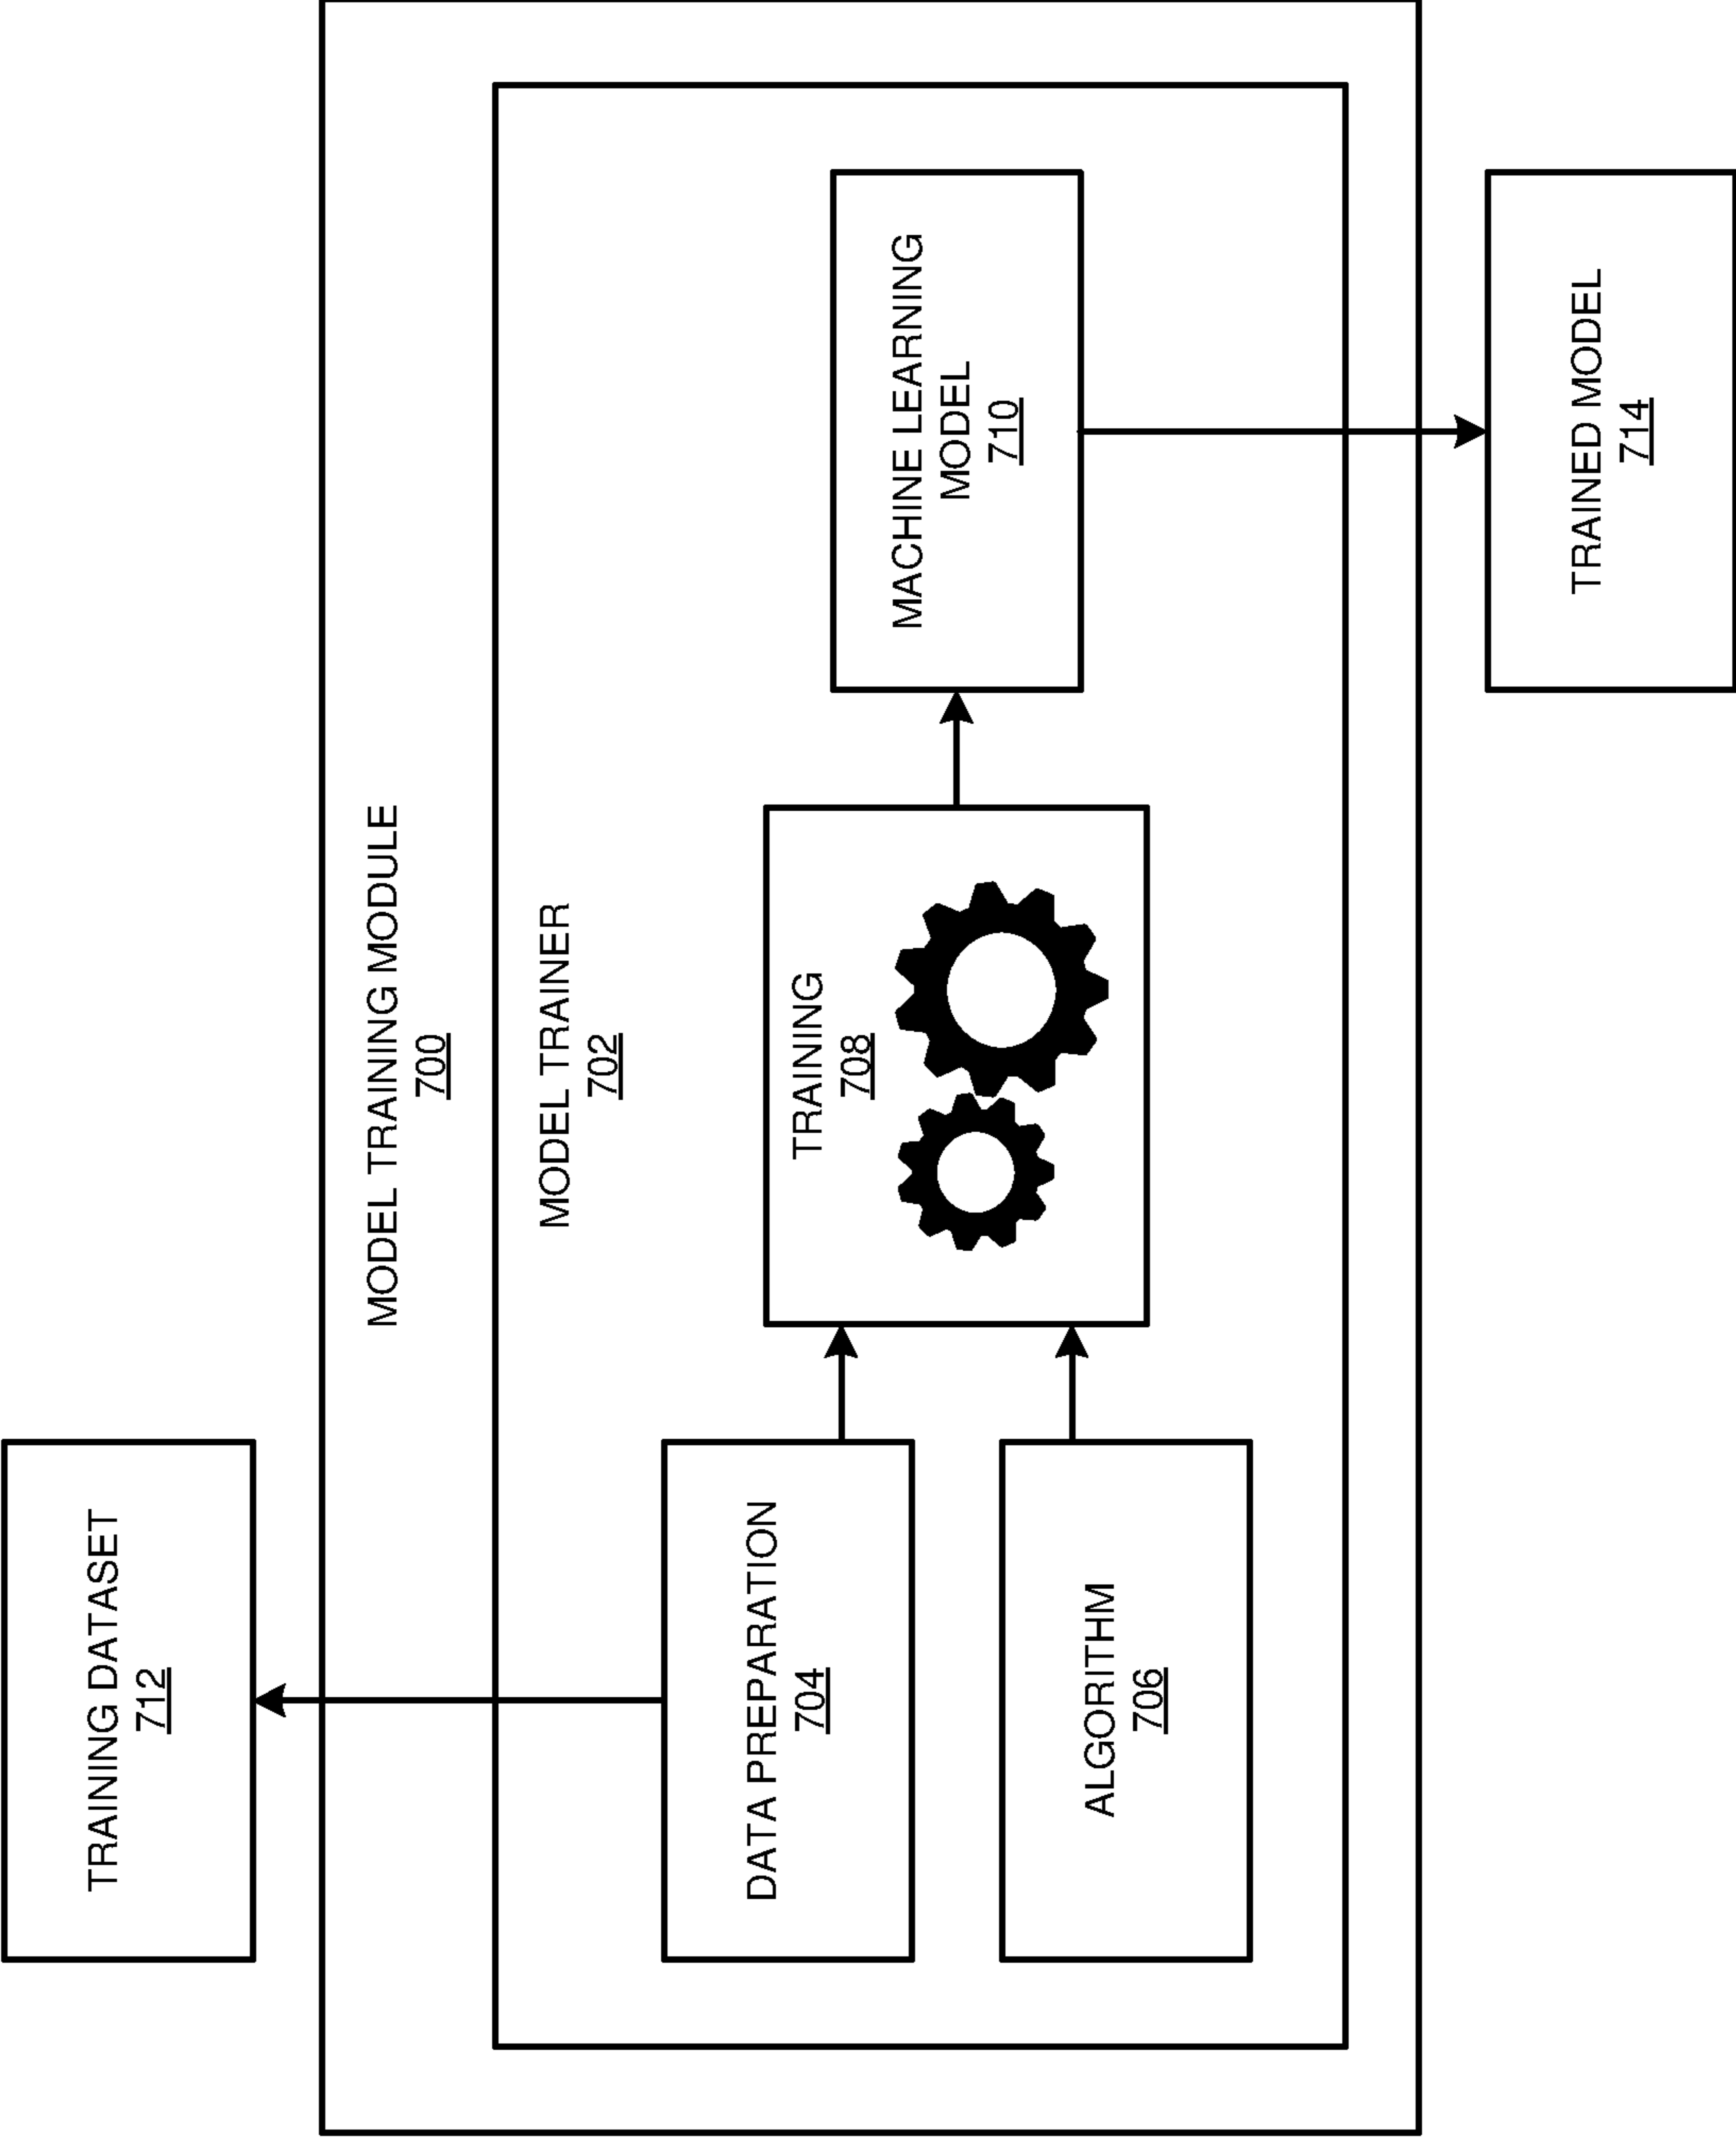 TRAINING DATASET
712
MODEL TRAINING MODULE
700
MODEL TRAINER
702
DATA PREPARATION
704
ALGORITHM
706
TRAINING
708
MACHINE LEARNING
MODEL
710
TRAINED MODEL
714